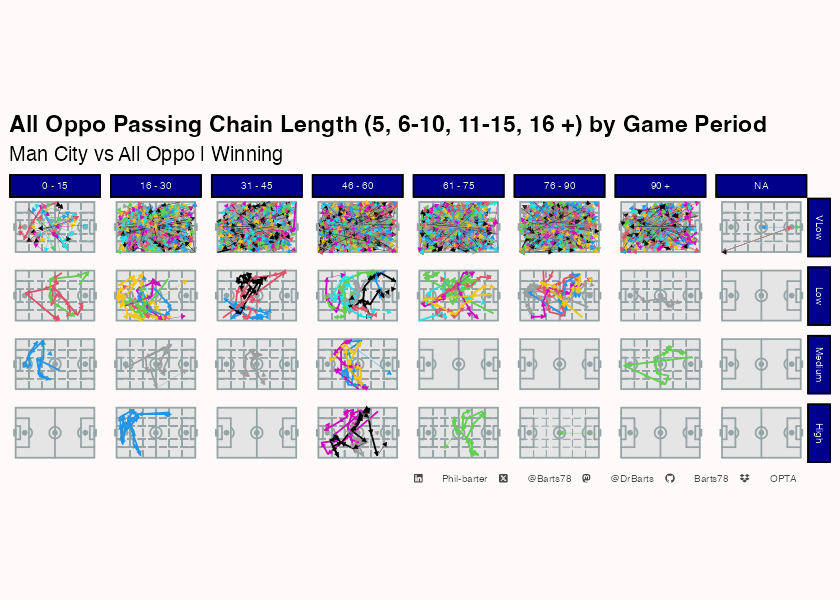 All Oppo Passing Chain Length (5, 6-10, 11-15, 16 +) by Game Period
Man City vs All Oppo | Winning
0 - 15 16 - 30 31 - 45 46 - 60 61 - 75 76 - 90 90 + NA
V.Low
Low
Medium
High
Phil-barter @Barts78 @DrBarts Barts78 OPTA